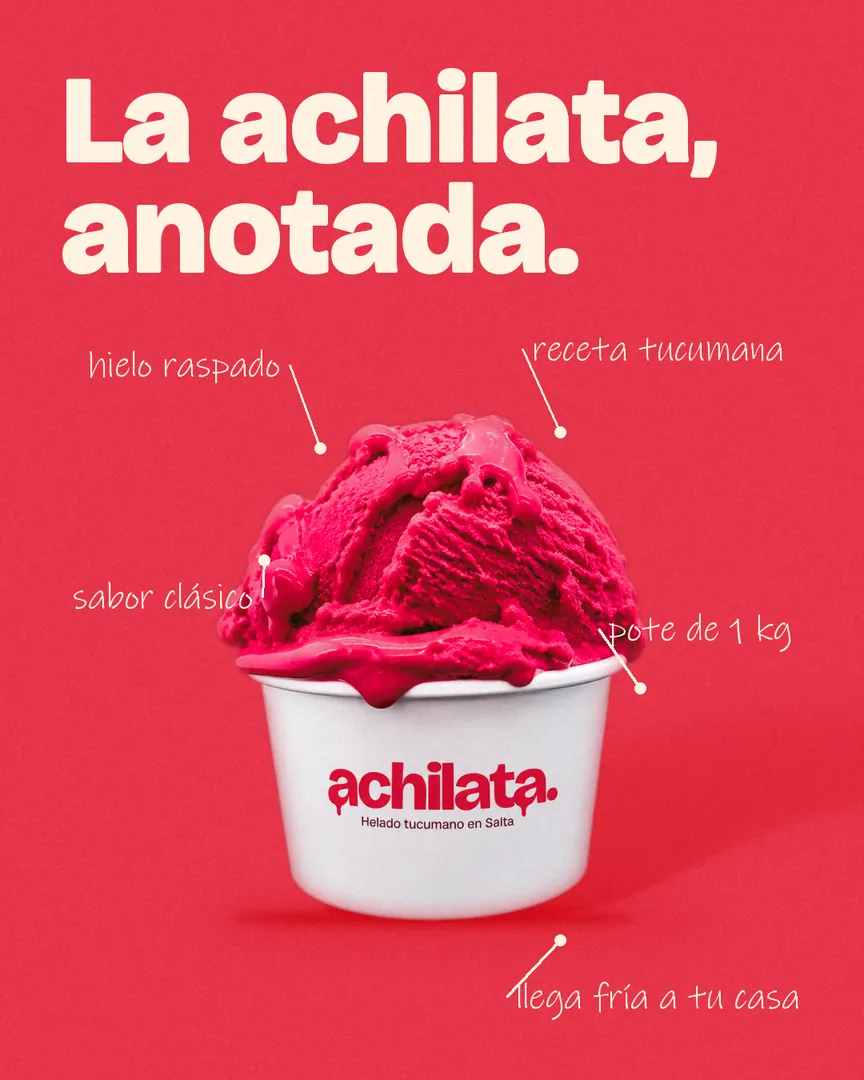 La achilata,
anotada.
hielo raspado
receta tucumana
sabor clásico
pote de 1 kg
achilata.
Helado tucumano en Salta
llega fría a tu casa